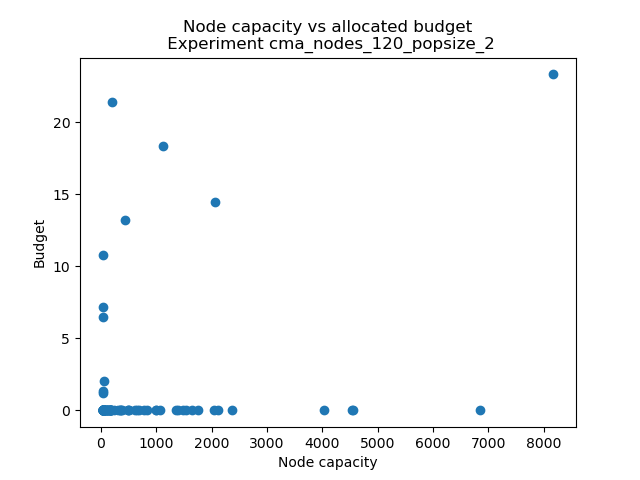 Node capacity vs allocated budget
Experiment cma_nodes_120_popsize_2
Budget
20
15
10
5
0
0 1000 2000 3000 4000 5000 6000 7000 8000
Node capacity